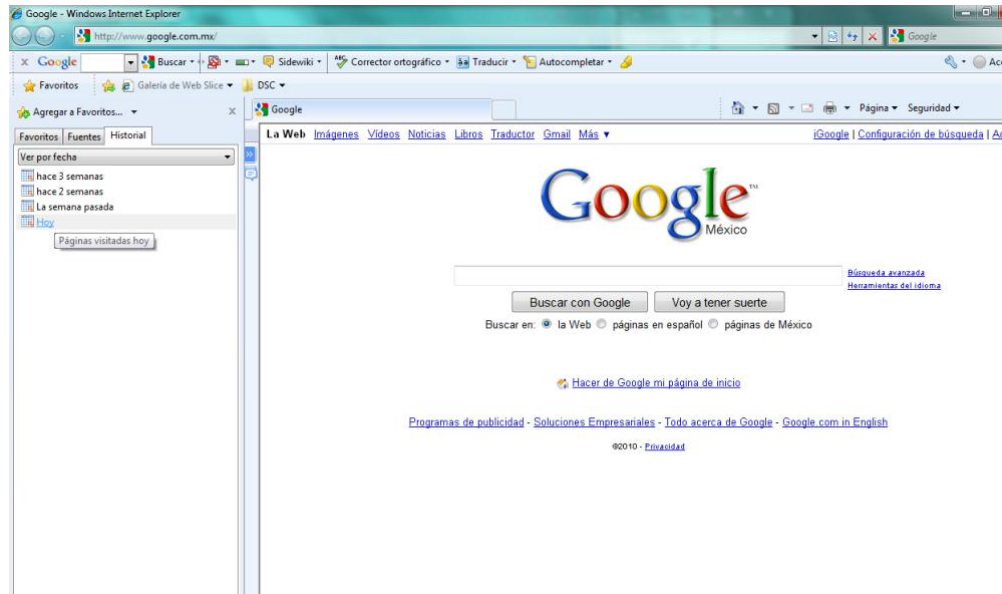 Google - Windows Internet Explorer
http://www.google.com.mx/
Google
x Google Buscar Sidewiki Corrector ortográfico Traducir Autocompletar
Favoritos Galería de Web Slice DSC
Agregar a Favoritos... x
Google
Página Seguridad
Favoritos Fuentes Historial
Ver por fecha
hace 3 semanas
hace 2 semanas
La semana pasada
Hoy
Páginas visitadas hoy
La Web Imágenes Vídeos Noticias Libros Traductor Gmail Más ▼
iGoogle | Configuración de búsqueda |
Google™
México
Búsqueda avanzada
Herramientas del idioma
Buscar con Google Voy a tener suerte
Buscar en: la Web páginas en español páginas de México
Hacer de Google mi página de inicio
Programas de publicidad - Soluciones Empresariales - Todo acerca de Google - Google.com in English
©2010 - Privacidad